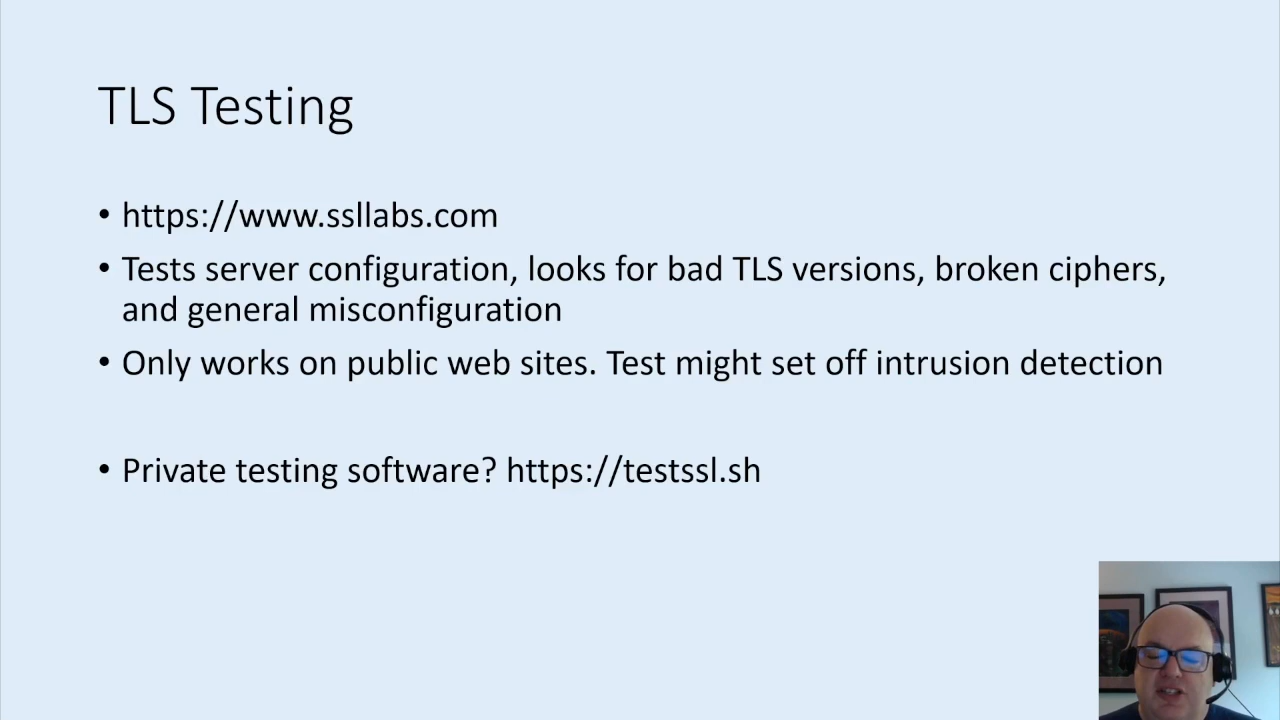 TLS Testing
• https://www.ssllabs.com
• Tests server configuration, looks for bad TLS versions, broken ciphers,
and general misconfiguration
• Only works on public web sites. Test might set off intrusion detection
• Private testing software? https://testssl.sh